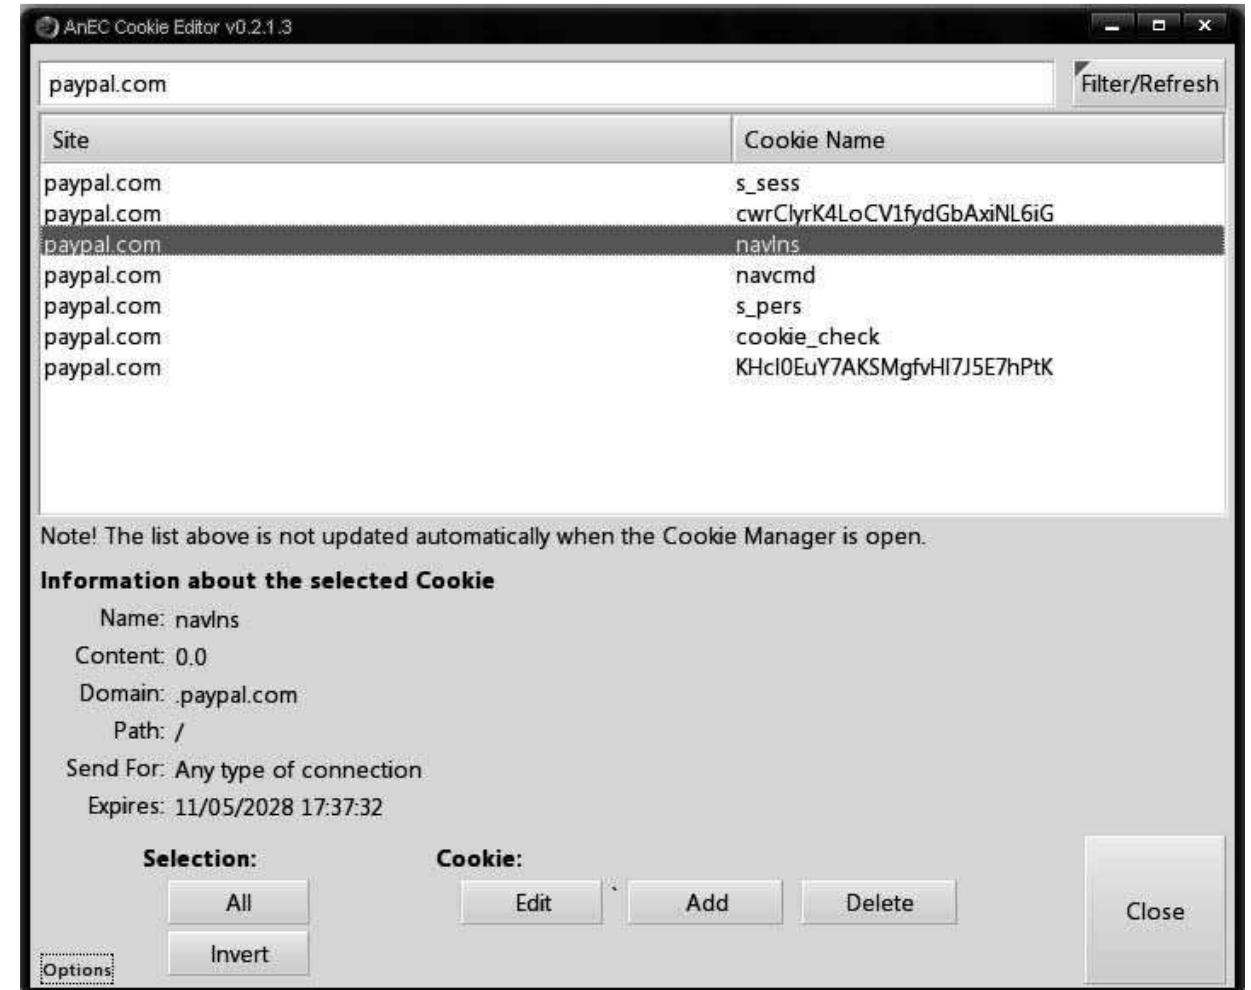 AnEC Cookie Editor v0.2.1.3
paypal.com
Filter/Refresh
Site Cookie Name
paypal.com s_sess
paypal.com cwrClyrK4LoCV1fydGbAxiNL6iG
paypal.com navlns
paypal.com navcmd
paypal.com s_pers
paypal.com cookie_check
paypal.com KHcl0EuY7AKSMgfvHl7J5E7hPtK
Note! The list above is not updated automatically when the Cookie Manager is open.
Information about the selected Cookie
Name: navlns
Content: 0.0
Domain: .paypal.com
Path: /
Send For: Any type of connection
Expires: 11/05/2028 17:37:32
Selection: Cookie:
All Edit ` Add Delete
Close
Invert
Options